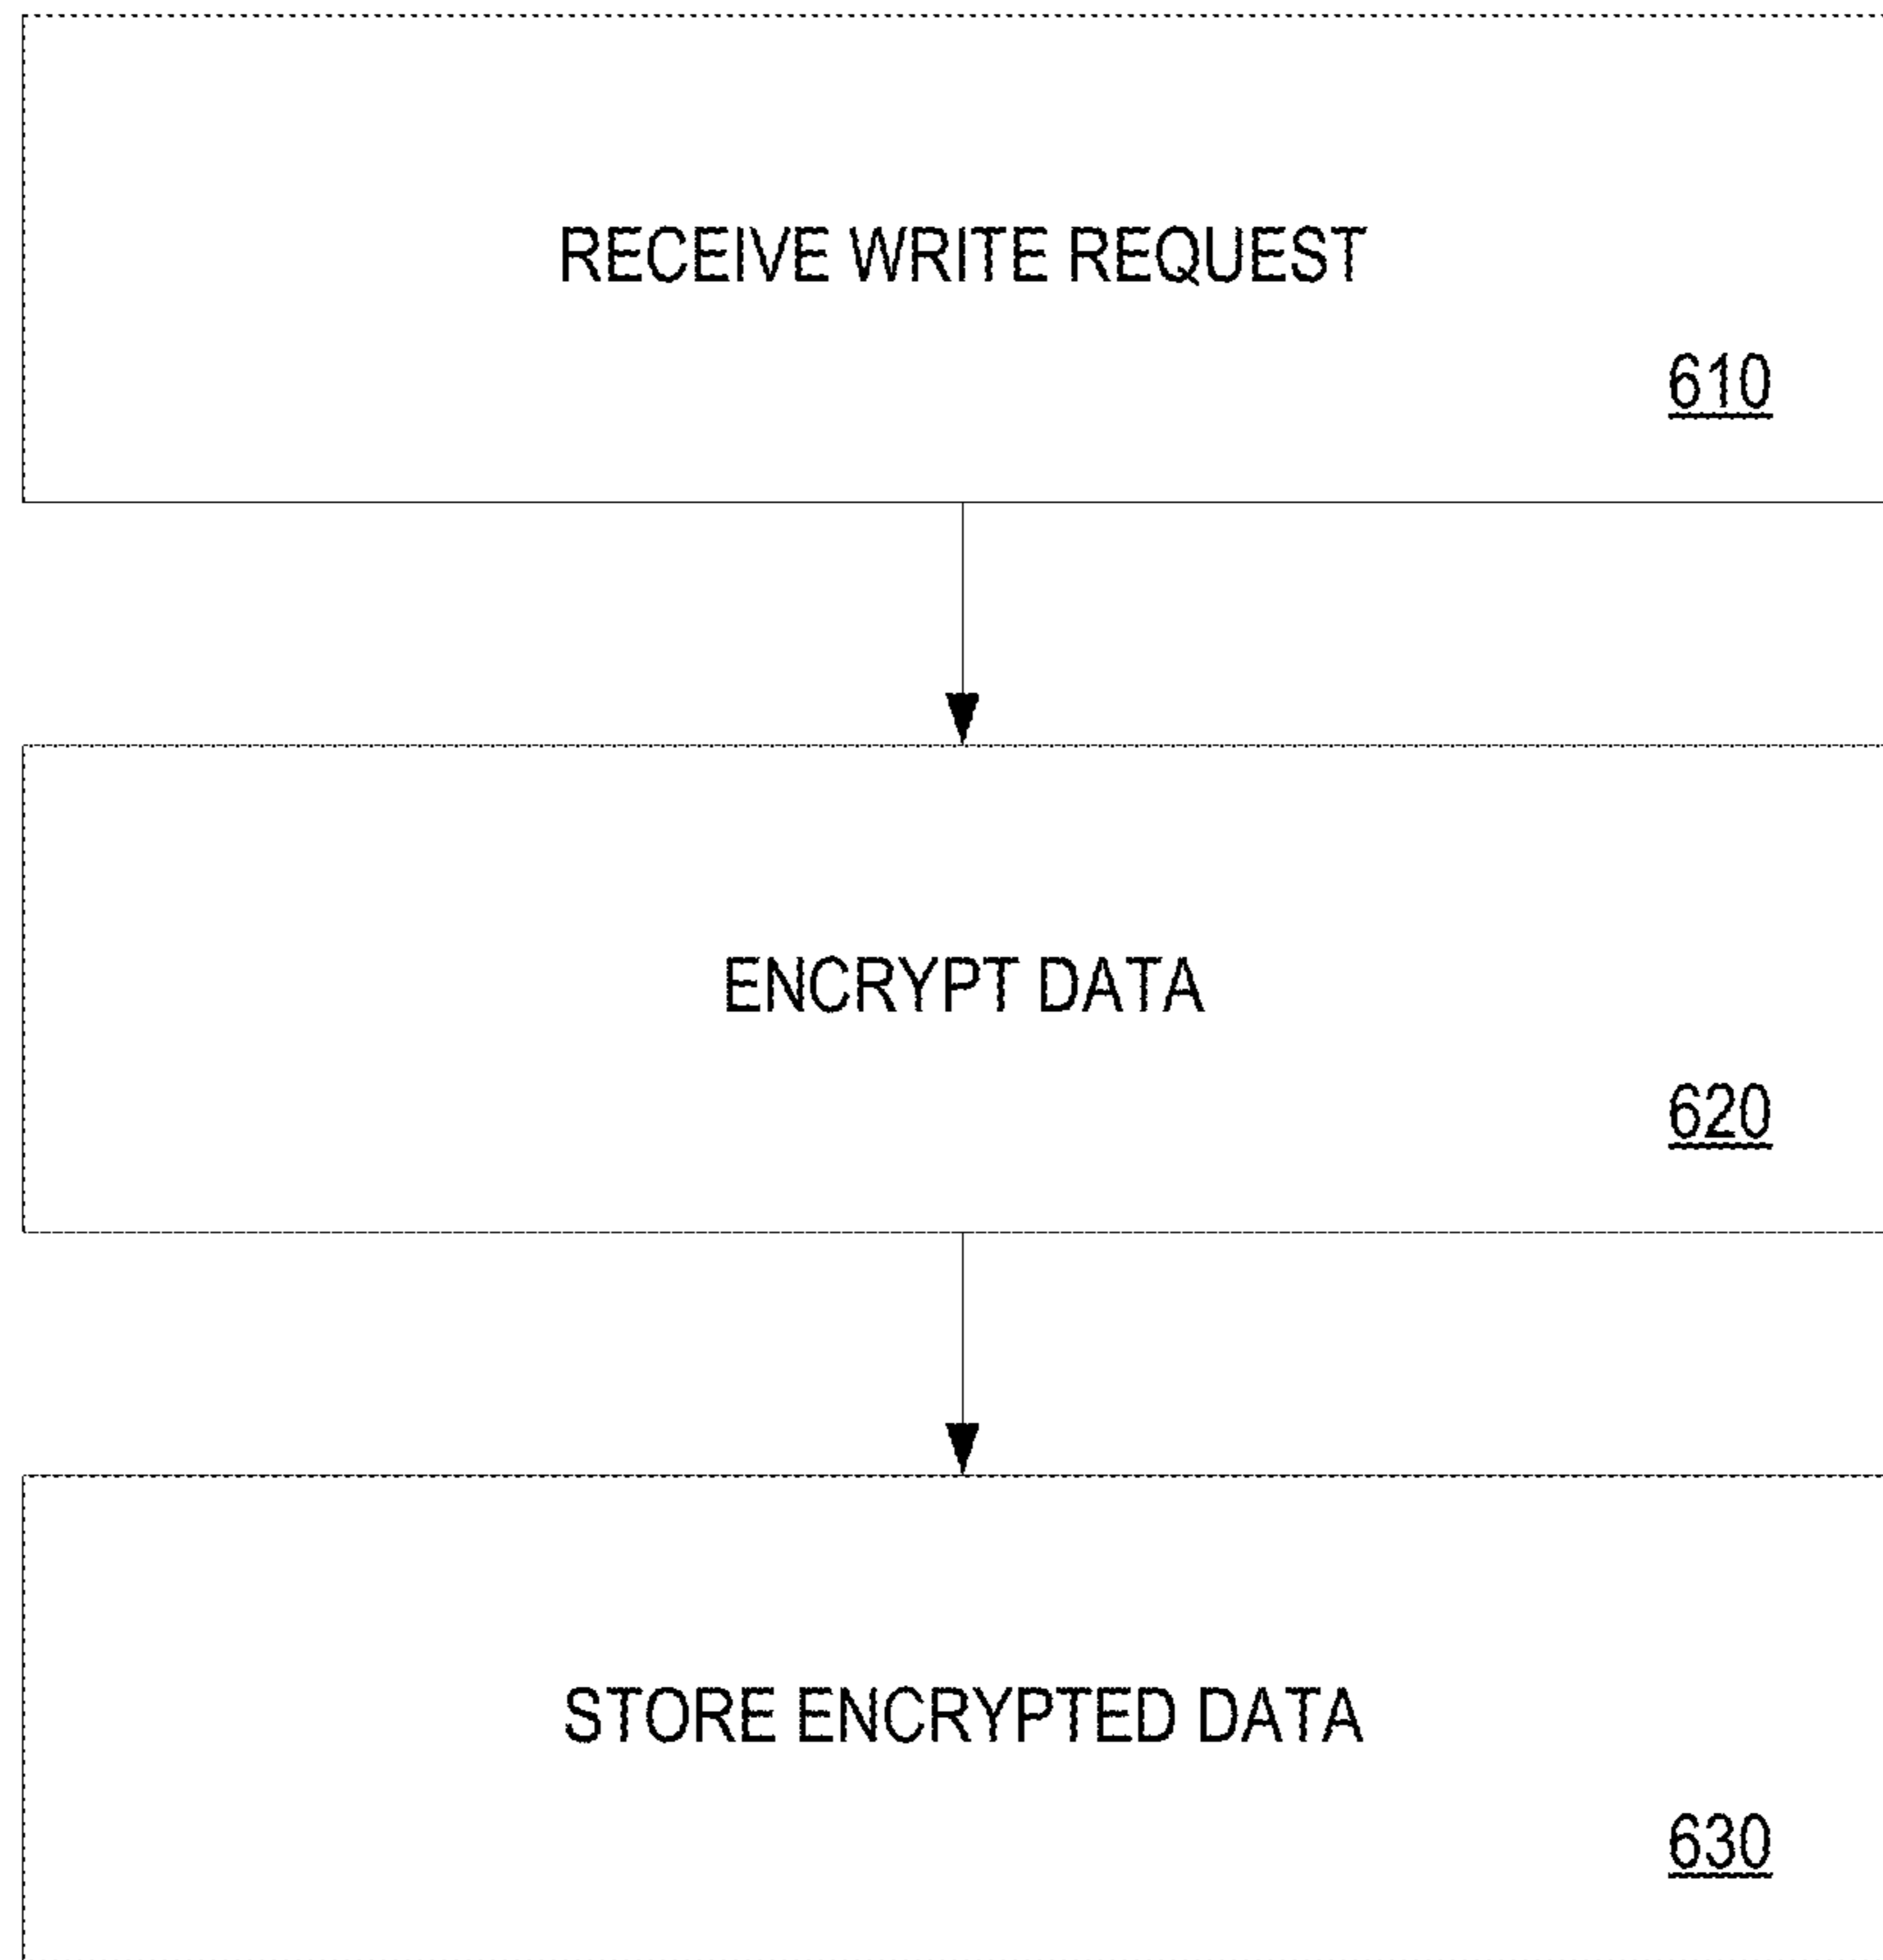 RECEIVE WRITE REQUEST
610
ENCRYPT DATA
620
STORE ENCRYPTED DATA
630